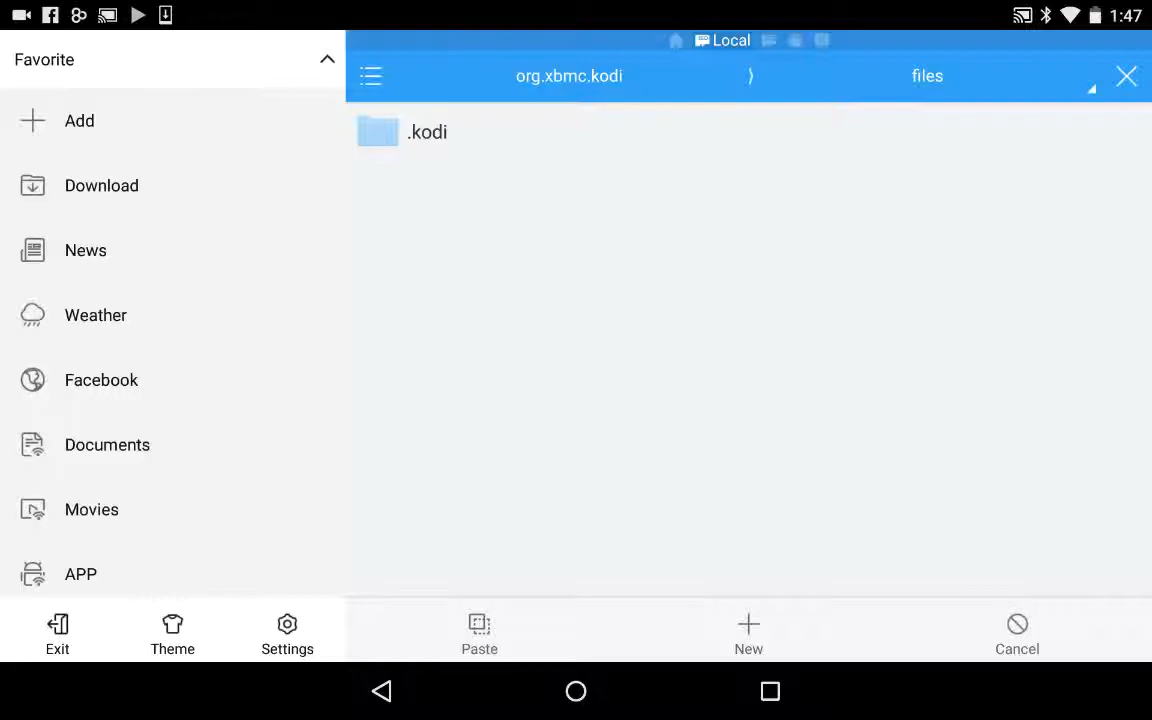 1:47
Favorite
Add
Download
News
Weather
Facebook
Documents
Movies
APP
Exit
Theme
Settings
Local
org.xbmc.kodi
files
.kodi
Paste
New
Cancel